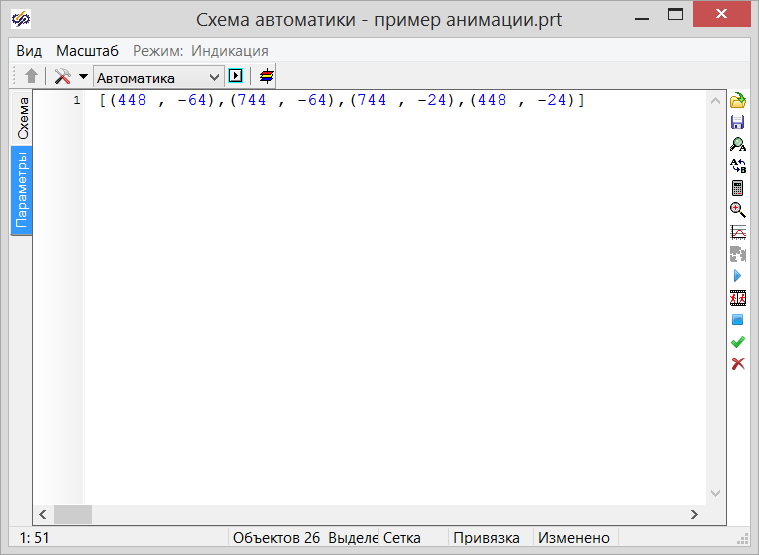 Схема автоматики - пример анимации.prt
Вид Масштаб Режим: Индикация
Автоматика
Схема
Параметры
1 [(448 , -64),(744 , -64),(744 , -24),(448 , -24)]
1: 51 Объектов 26 Выделе Сетка Привязка Изменено